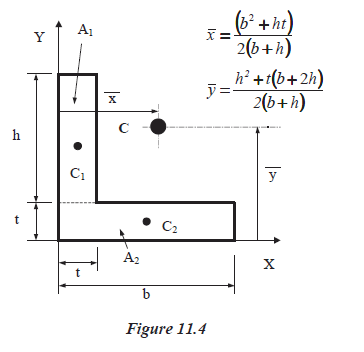 Y
A₁
x̄ = (b² + ht) / 2(b + h)
ȳ = h² + t(b + 2h) / 2(b + h)
x̄
C
h
ȳ
C₁
t
C₂
A₂
X
t
b
Figure 11.4